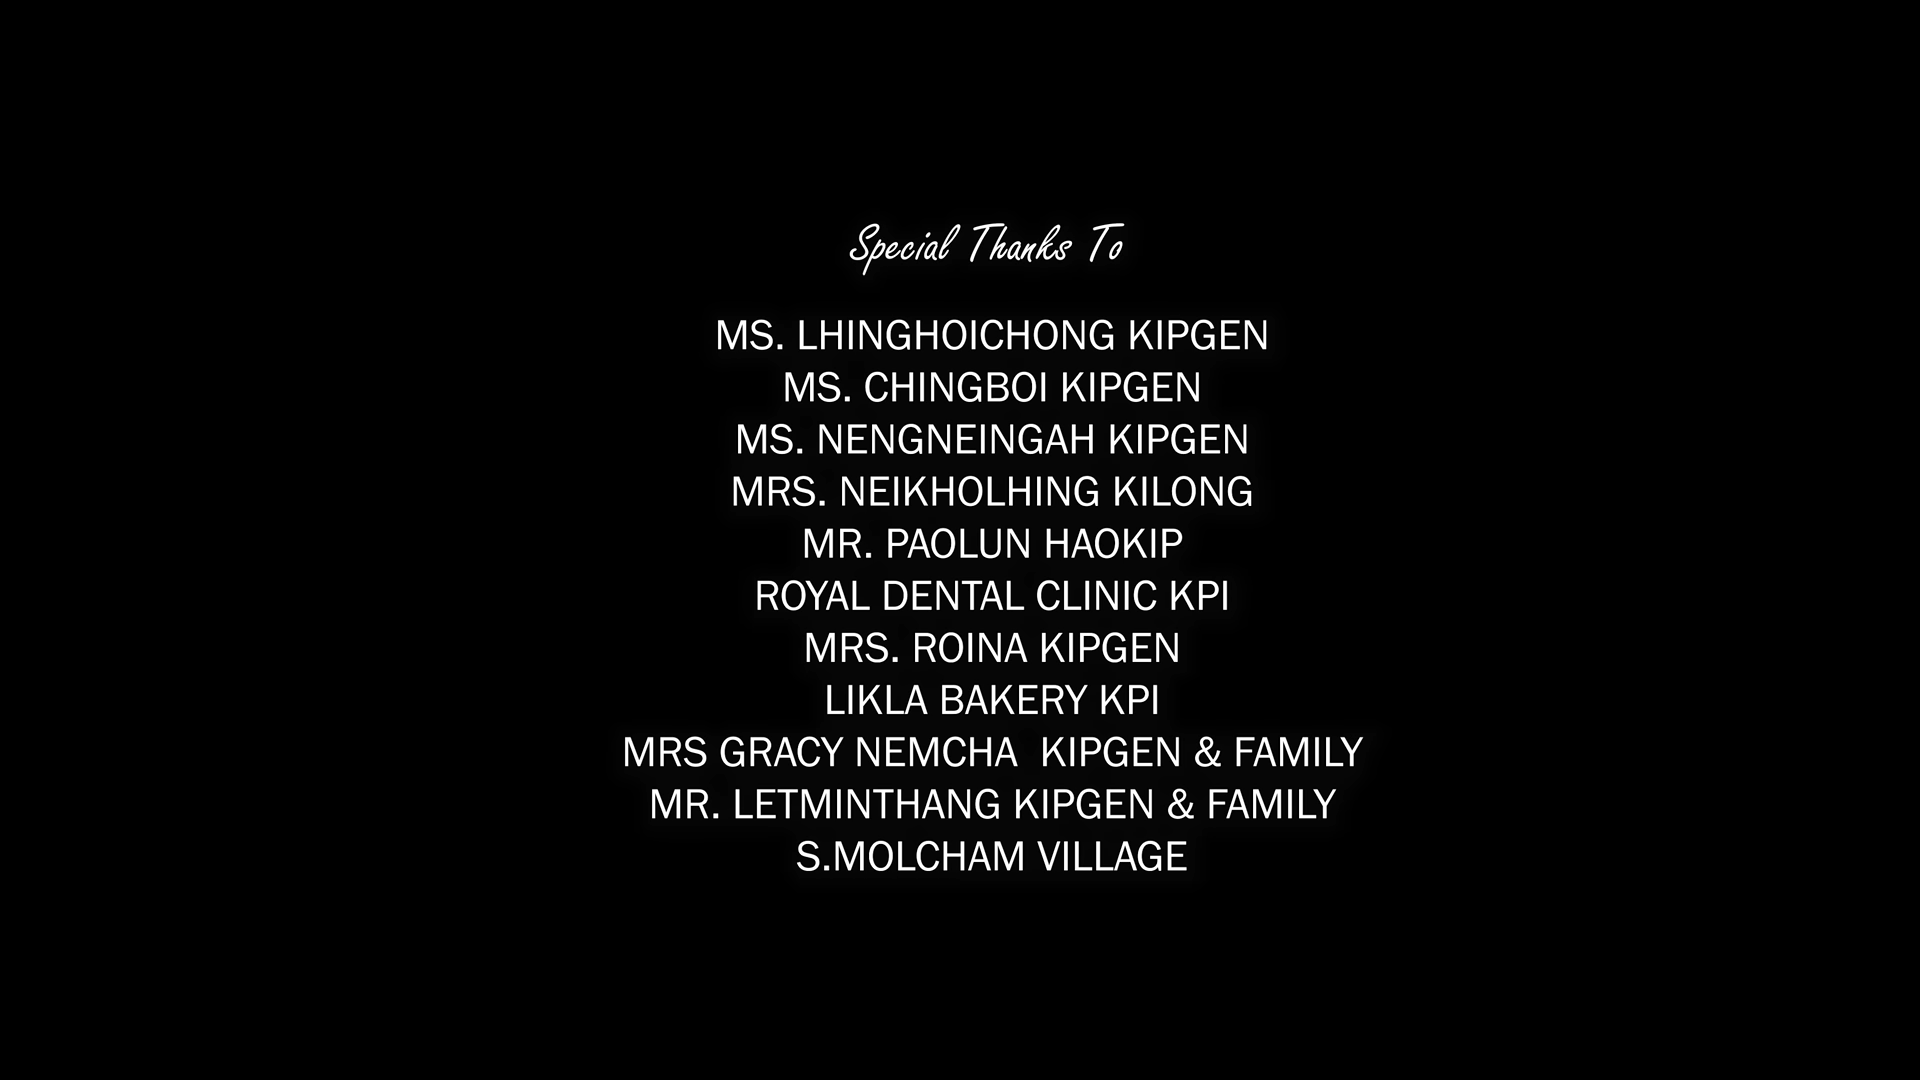 Special Thanks To
MS. LHINGHOICHONG KIPGEN
MS. CHINGBOI KIPGEN
MS. NENGNEINGAH KIPGEN
MRS. NEIKHOLHING KILONG
MR. PAOLUN HAOKIP
ROYAL DENTAL CLINIC KPI
MRS. ROINA KIPGEN
LIKLA BAKERY KPI
MRS GRACY NEMCHA  KIPGEN & FAMILY
MR. LETMINTHANG KIPGEN & FAMILY
S.MOLCHAM VILLAGE